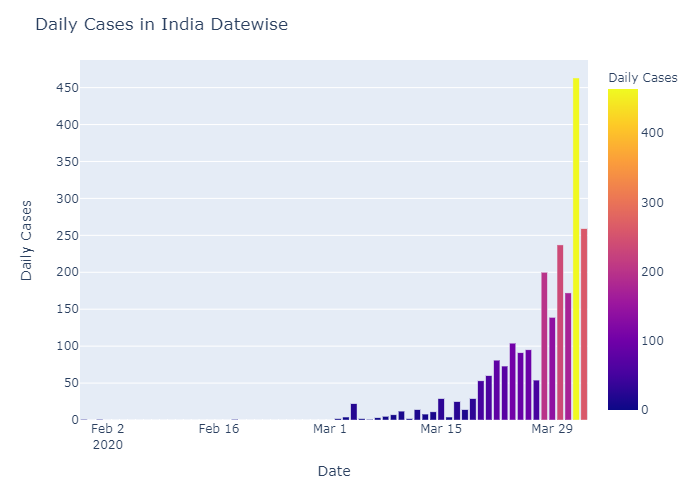 Daily Cases in India Datewise
Daily Cases
450
400
350
300
250
200
150
100
50
0
Daily Cases
400
300
200
100
0
Feb 2
2020
Feb 16
Mar 1
Mar 15
Mar 29
Date